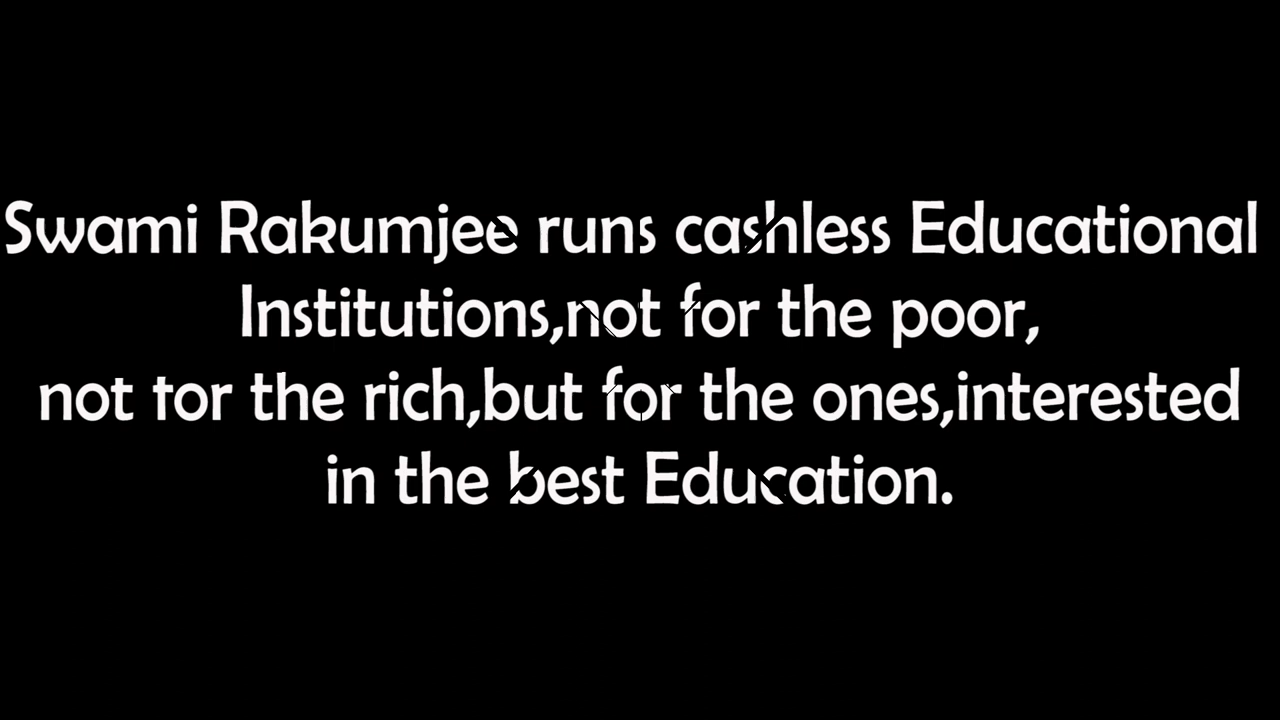 Swami Rakumjee runs cashless Educational
Institutions,not for the poor,
not for the rich,but for the ones,interested
in the best Education.